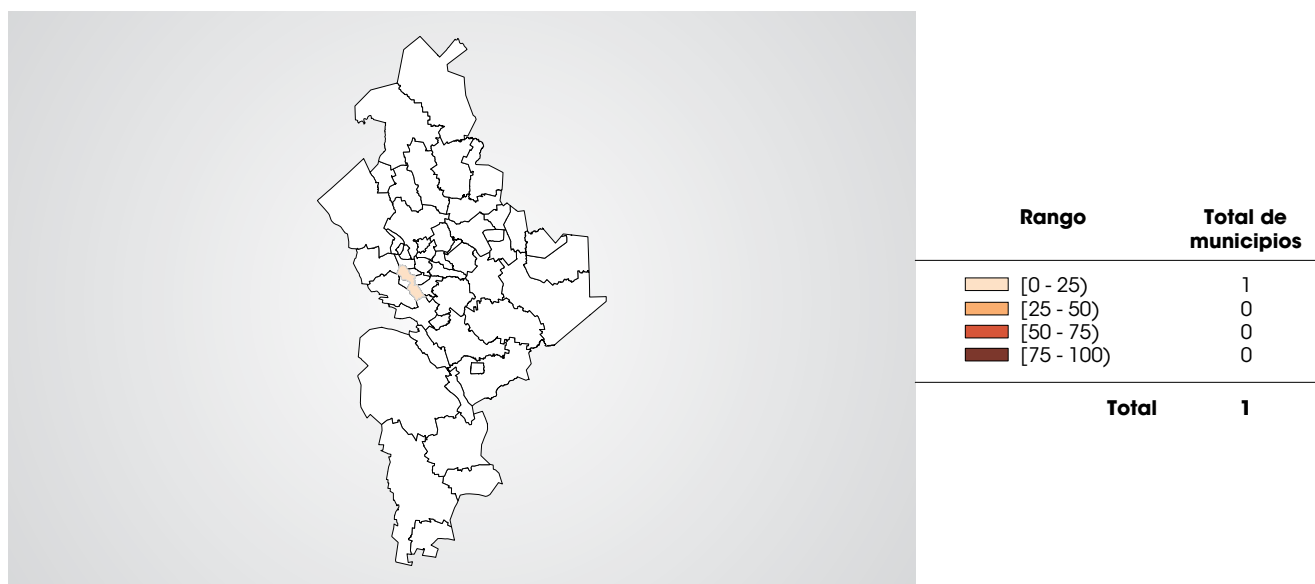 Rango Total de municipios
[0 - 25) 1
[25 - 50) 0
[50 - 75) 0
[75 - 100) 0
Total 1